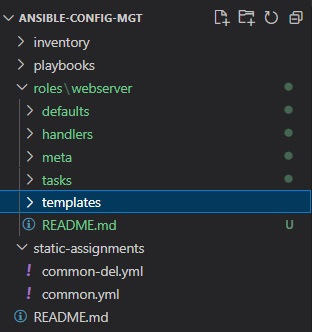 ANSIBLE-CONFIG-MGT
inventory
playbooks
roles\webserver
defaults
handlers
meta
tasks
templates
README.md U
static-assignments
! common-del.yml
! common.yml
README.md